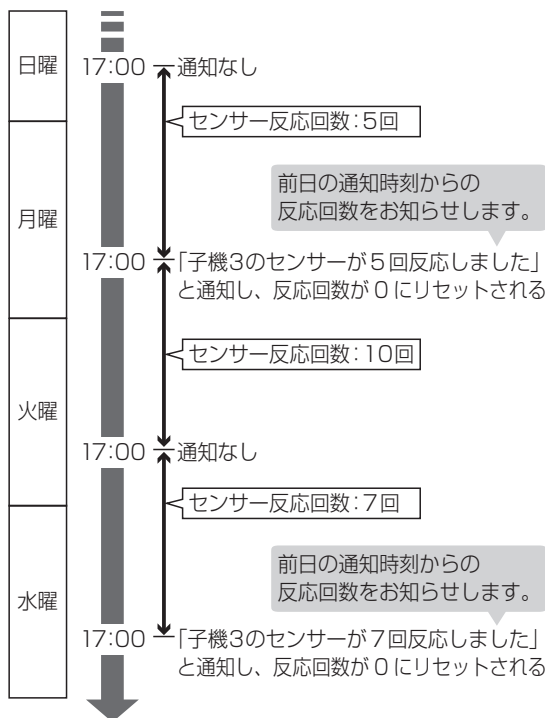 日曜
17:00
通知なし
センサー反応回数:5回
月曜
前日の通知時刻からの
反応回数をお知らせします。
17:00
「子機3のセンサーが5回反応しました」
と通知し、反応回数が0にリセットされる
センサー反応回数:10回
火曜
17:00
通知なし
センサー反応回数:7回
水曜
前日の通知時刻からの
反応回数をお知らせします。
17:00
「子機3のセンサーが7回反応しました」
と通知し、反応回数が0にリセットされる